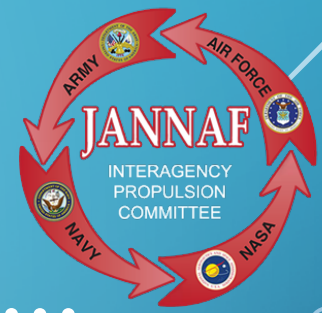 ARMY
AIR FORCE
JANNAF
INTERAGENCY
PROPULSION
COMMITTEE
NAVY
NASA